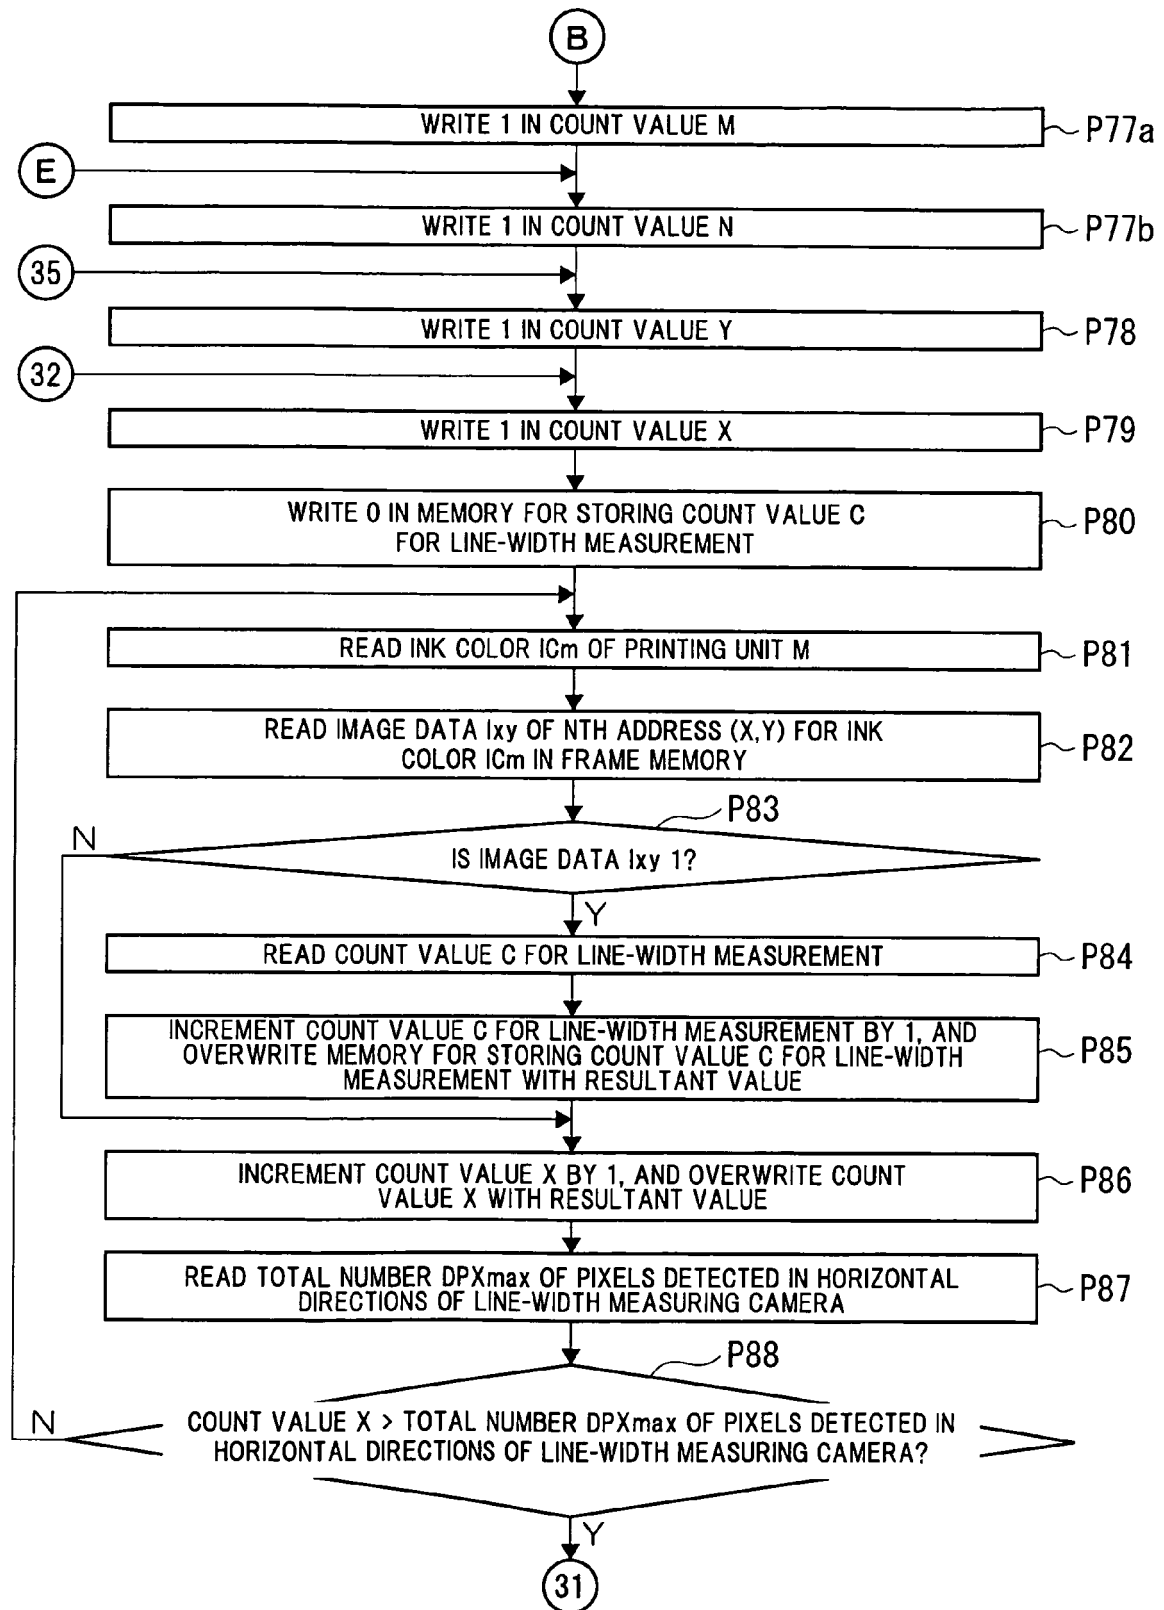 B
WRITE 1 IN COUNT VALUE M
P77a
E
WRITE 1 IN COUNT VALUE N
P77b
35
WRITE 1 IN COUNT VALUE Y
P78
32
WRITE 1 IN COUNT VALUE X
P79
WRITE 0 IN MEMORY FOR STORING COUNT VALUE C
FOR LINE-WIDTH MEASUREMENT
P80
READ INK COLOR ICm OF PRINTING UNIT M
P81
READ IMAGE DATA Ixy OF NTH ADDRESS (X,Y) FOR INK
COLOR ICm IN FRAME MEMORY
P82
P83
N
IS IMAGE DATA Ixy 1?
Y
READ COUNT VALUE C FOR LINE-WIDTH MEASUREMENT
P84
INCREMENT COUNT VALUE C FOR LINE-WIDTH MEASUREMENT BY 1, AND
OVERWRITE MEMORY FOR STORING COUNT VALUE C FOR LINE-WIDTH
MEASUREMENT WITH RESULTANT VALUE
P85
INCREMENT COUNT VALUE X BY 1, AND OVERWRITE COUNT
VALUE X WITH RESULTANT VALUE
P86
READ TOTAL NUMBER DPXmax OF PIXELS DETECTED IN HORIZONTAL
DIRECTIONS OF LINE-WIDTH MEASURING CAMERA
P87
P88
N
COUNT VALUE X > TOTAL NUMBER DPXmax OF PIXELS DETECTED IN
HORIZONTAL DIRECTIONS OF LINE-WIDTH MEASURING CAMERA?
Y
31